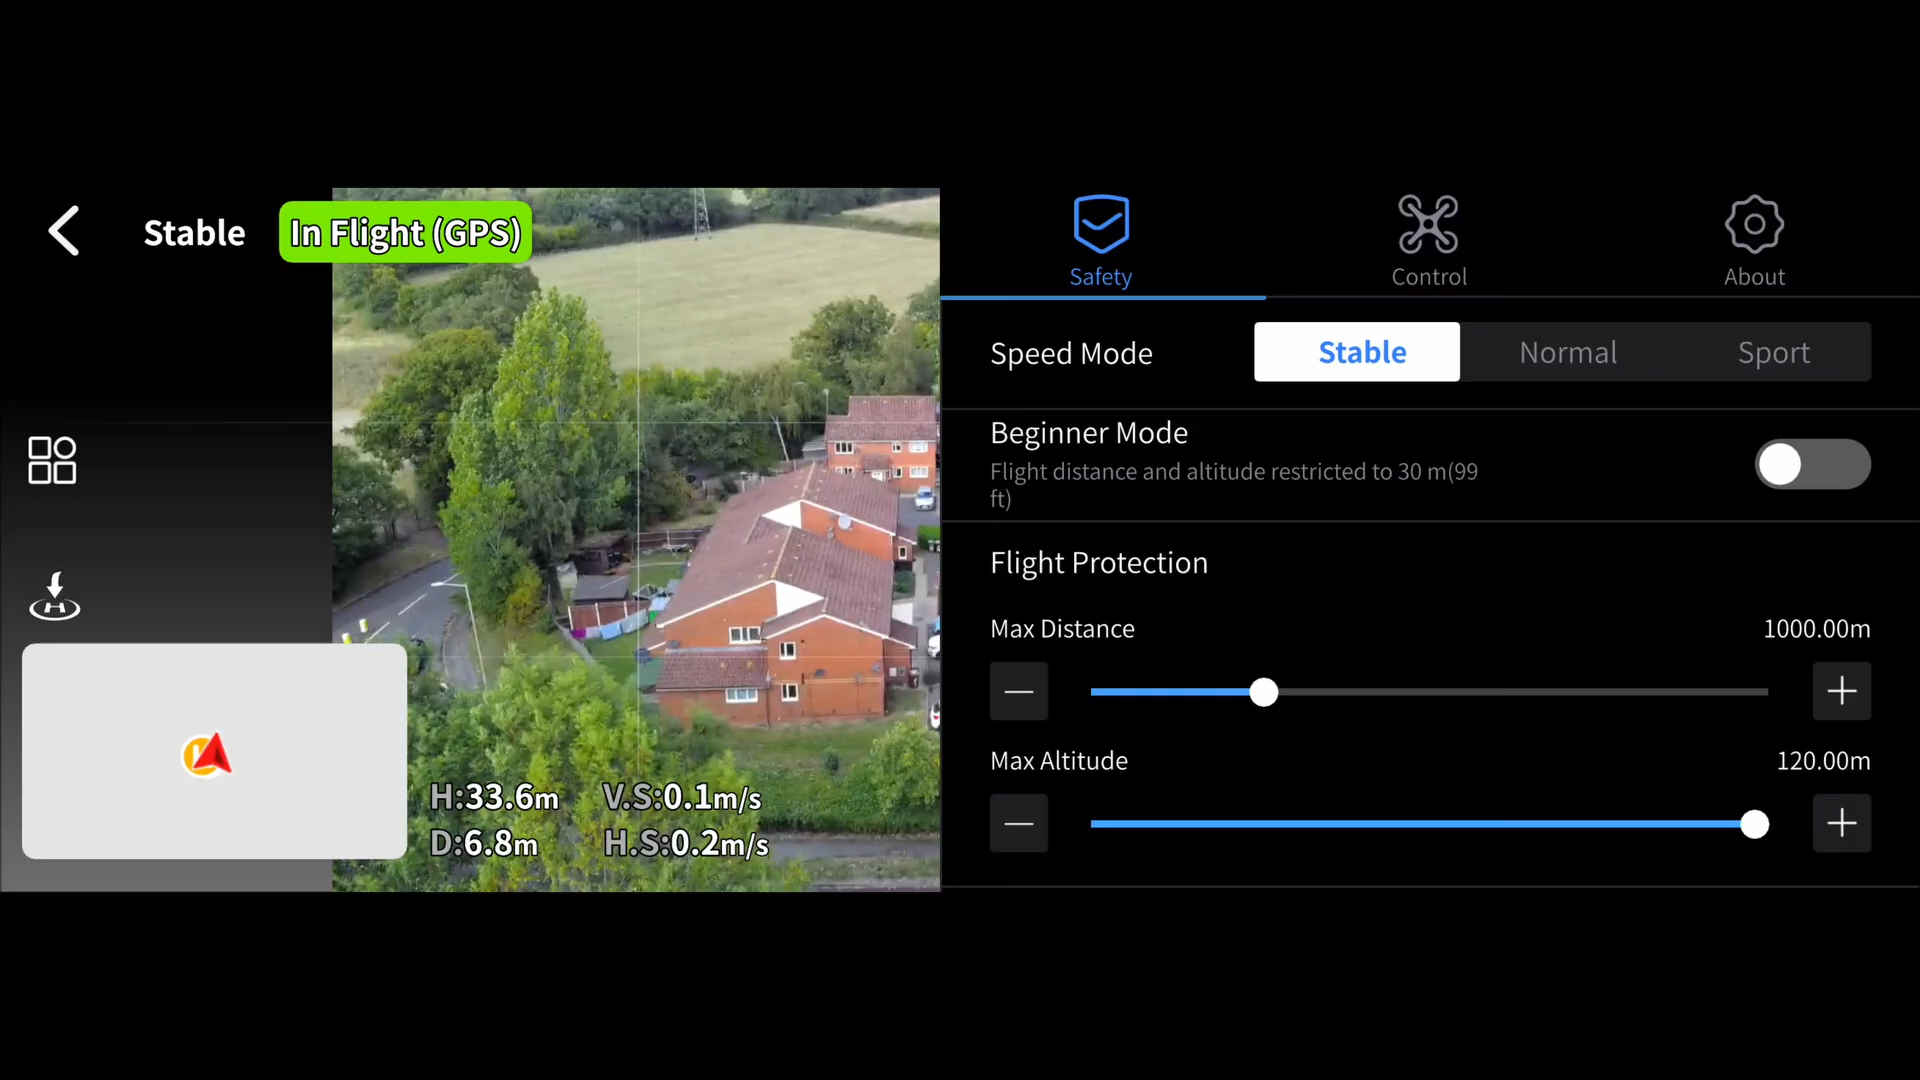 Stable
In Flight (GPS)
Safety
Control
About
Speed Mode
Stable
Normal
Sport
Beginner Mode
Flight distance and altitude restricted to 30 m(99
ft)
Flight Protection
Max Distance
1000.00m
Max Altitude
120.00m
H:33.6m
V.S:0.1m/s
D:6.8m
H.S:0.2m/s
H